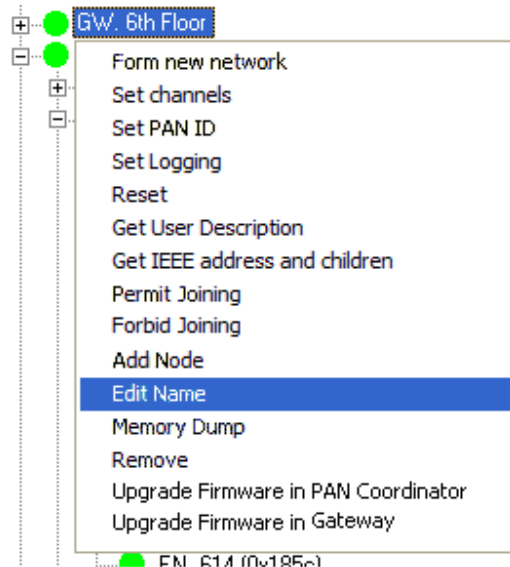 GW. 6th Floor
Form new network
Set channels
Set PAN ID
Set Logging
Reset
Get User Description
Get IEEE address and children
Permit Joining
Forbid Joining
Add Node
Edit Name
Memory Dump
Remove
Upgrade Firmware in PAN Coordinator
Upgrade Firmware in Gateway
EN. 614 (0x185c)